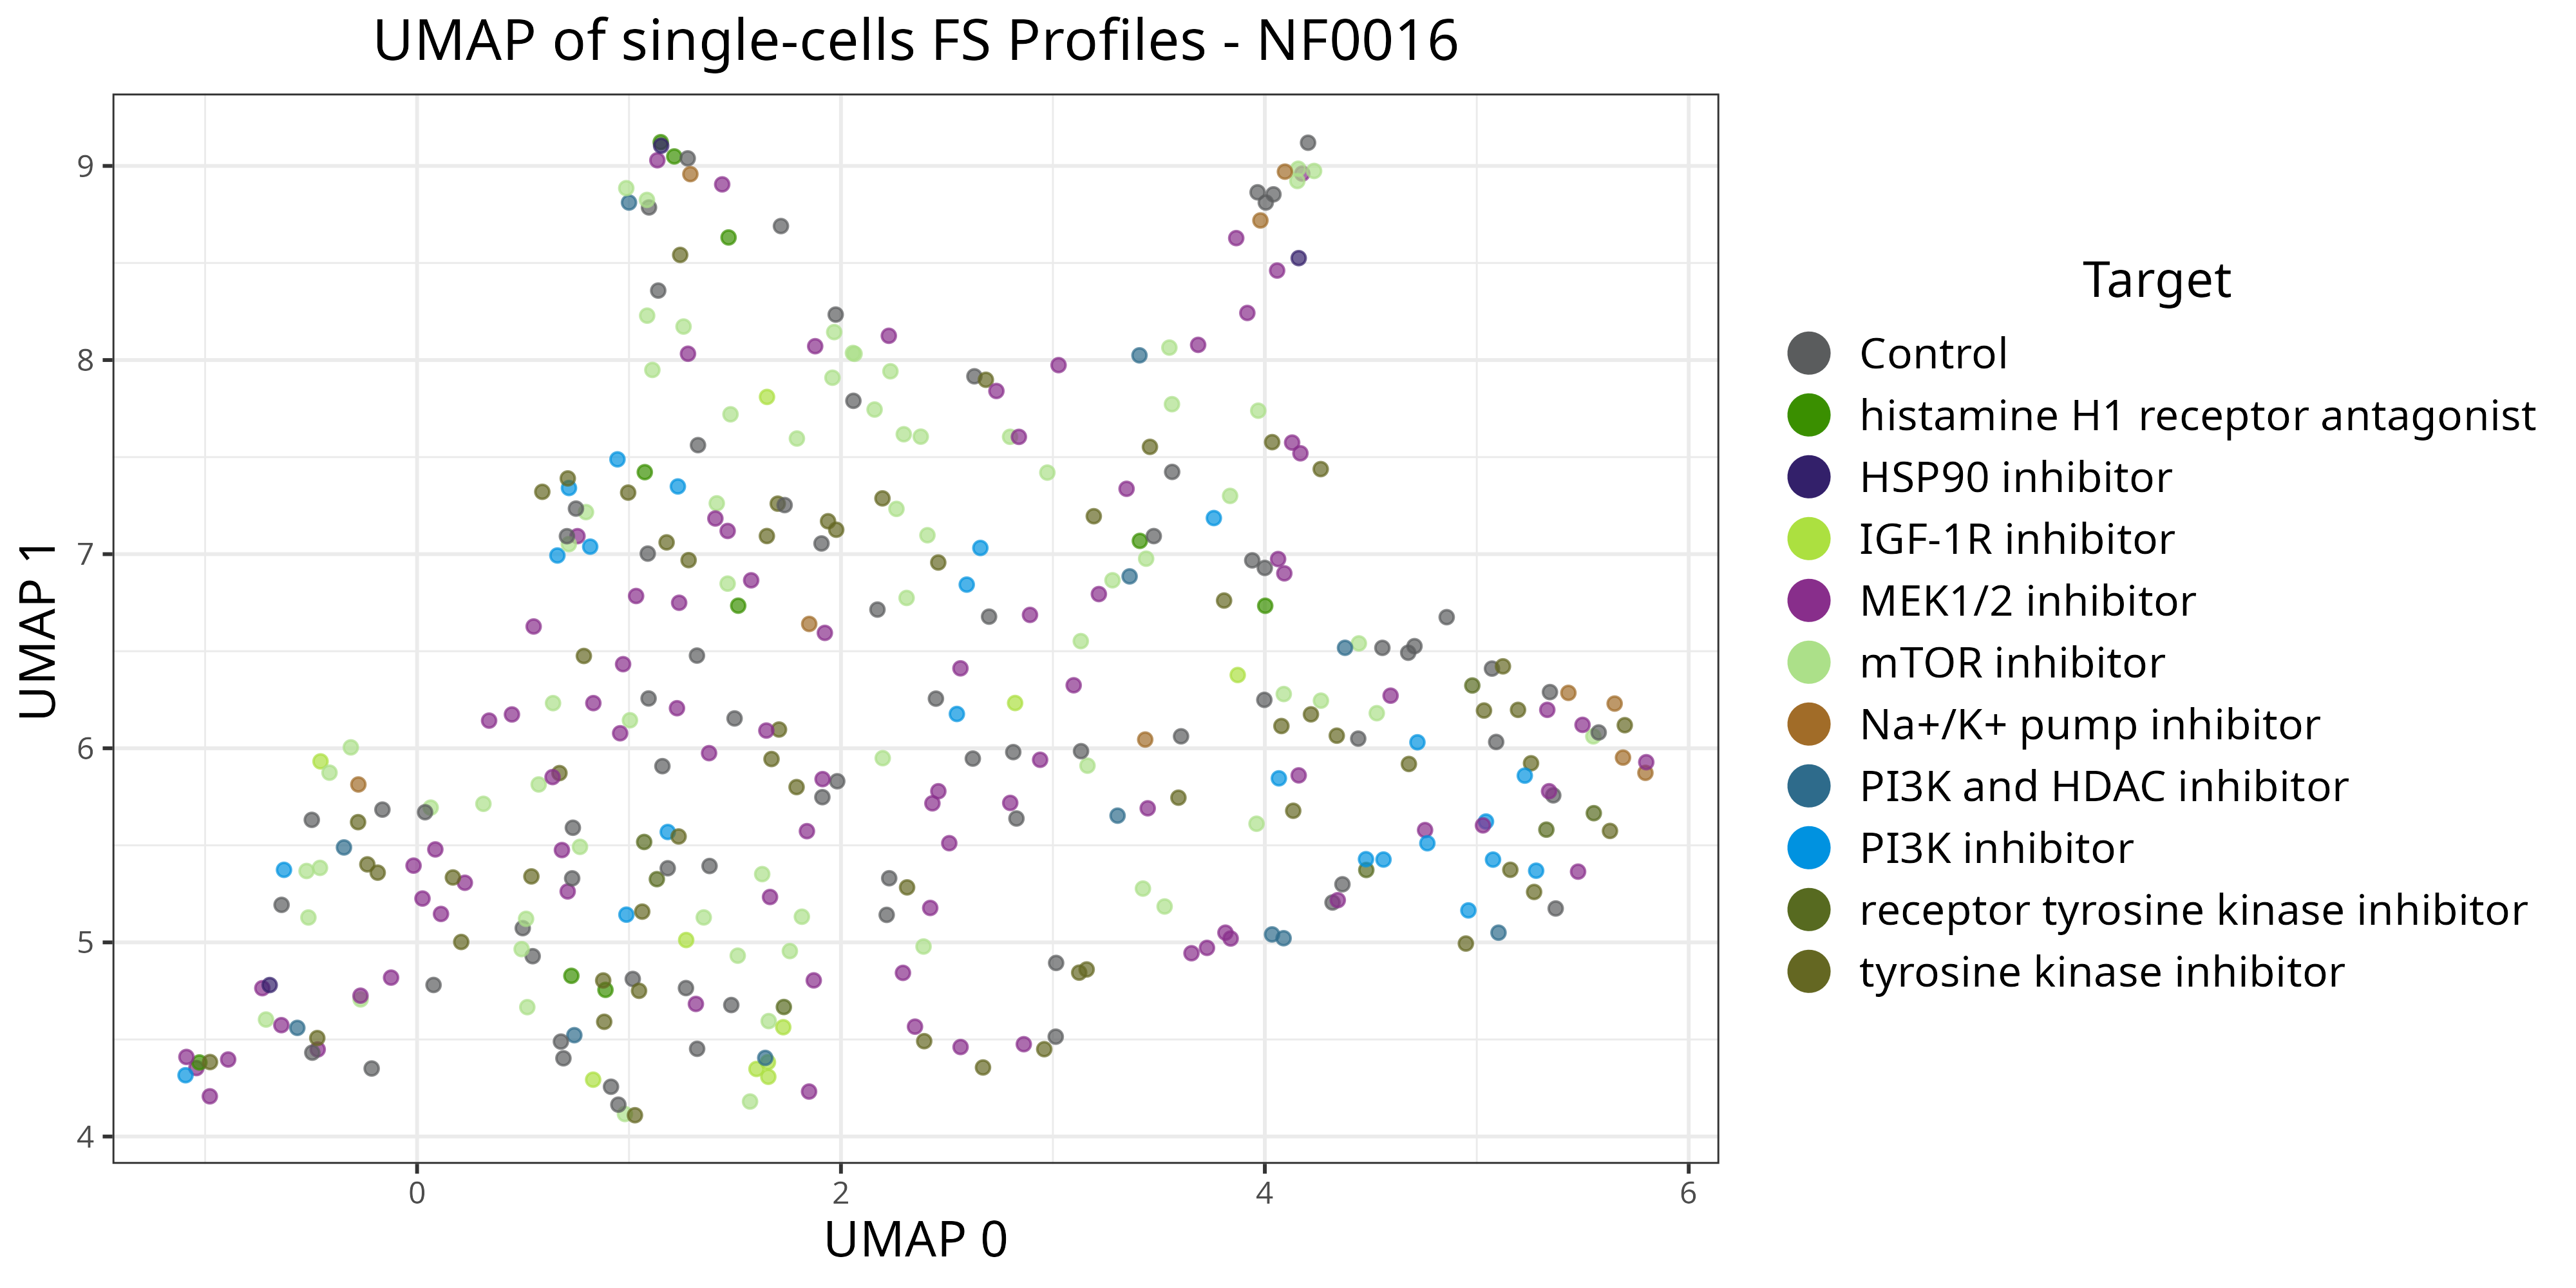 UMAP of single-cells FS Profiles - NF0016
UMAP 1
9
8
7
6
5
4
0
2
4
6
UMAP 0
Target
Control
histamine H1 receptor antagonist
HSP90 inhibitor
IGF-1R inhibitor
MEK1/2 inhibitor
mTOR inhibitor
Na+/K+ pump inhibitor
PI3K and HDAC inhibitor
PI3K inhibitor
receptor tyrosine kinase inhibitor
tyrosine kinase inhibitor